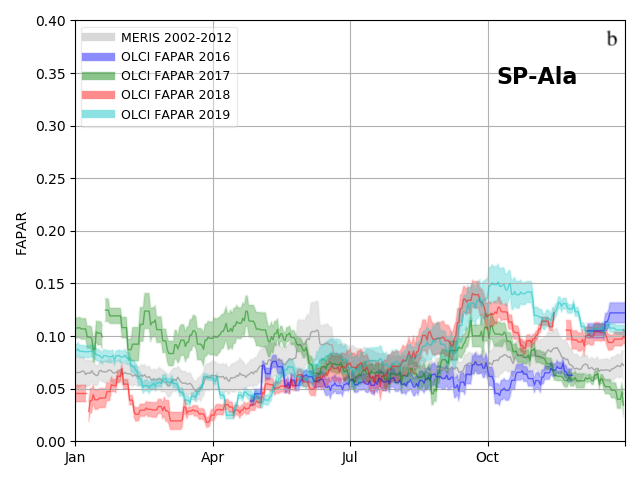 0.40
0.35
0.30
0.25
0.20
0.15
0.10
0.05
0.00
FAPAR
MERIS 2002-2012
OLCI FAPAR 2016
OLCI FAPAR 2017
OLCI FAPAR 2018
OLCI FAPAR 2019
b
SP-Ala
Jan
Apr
Jul
Oct